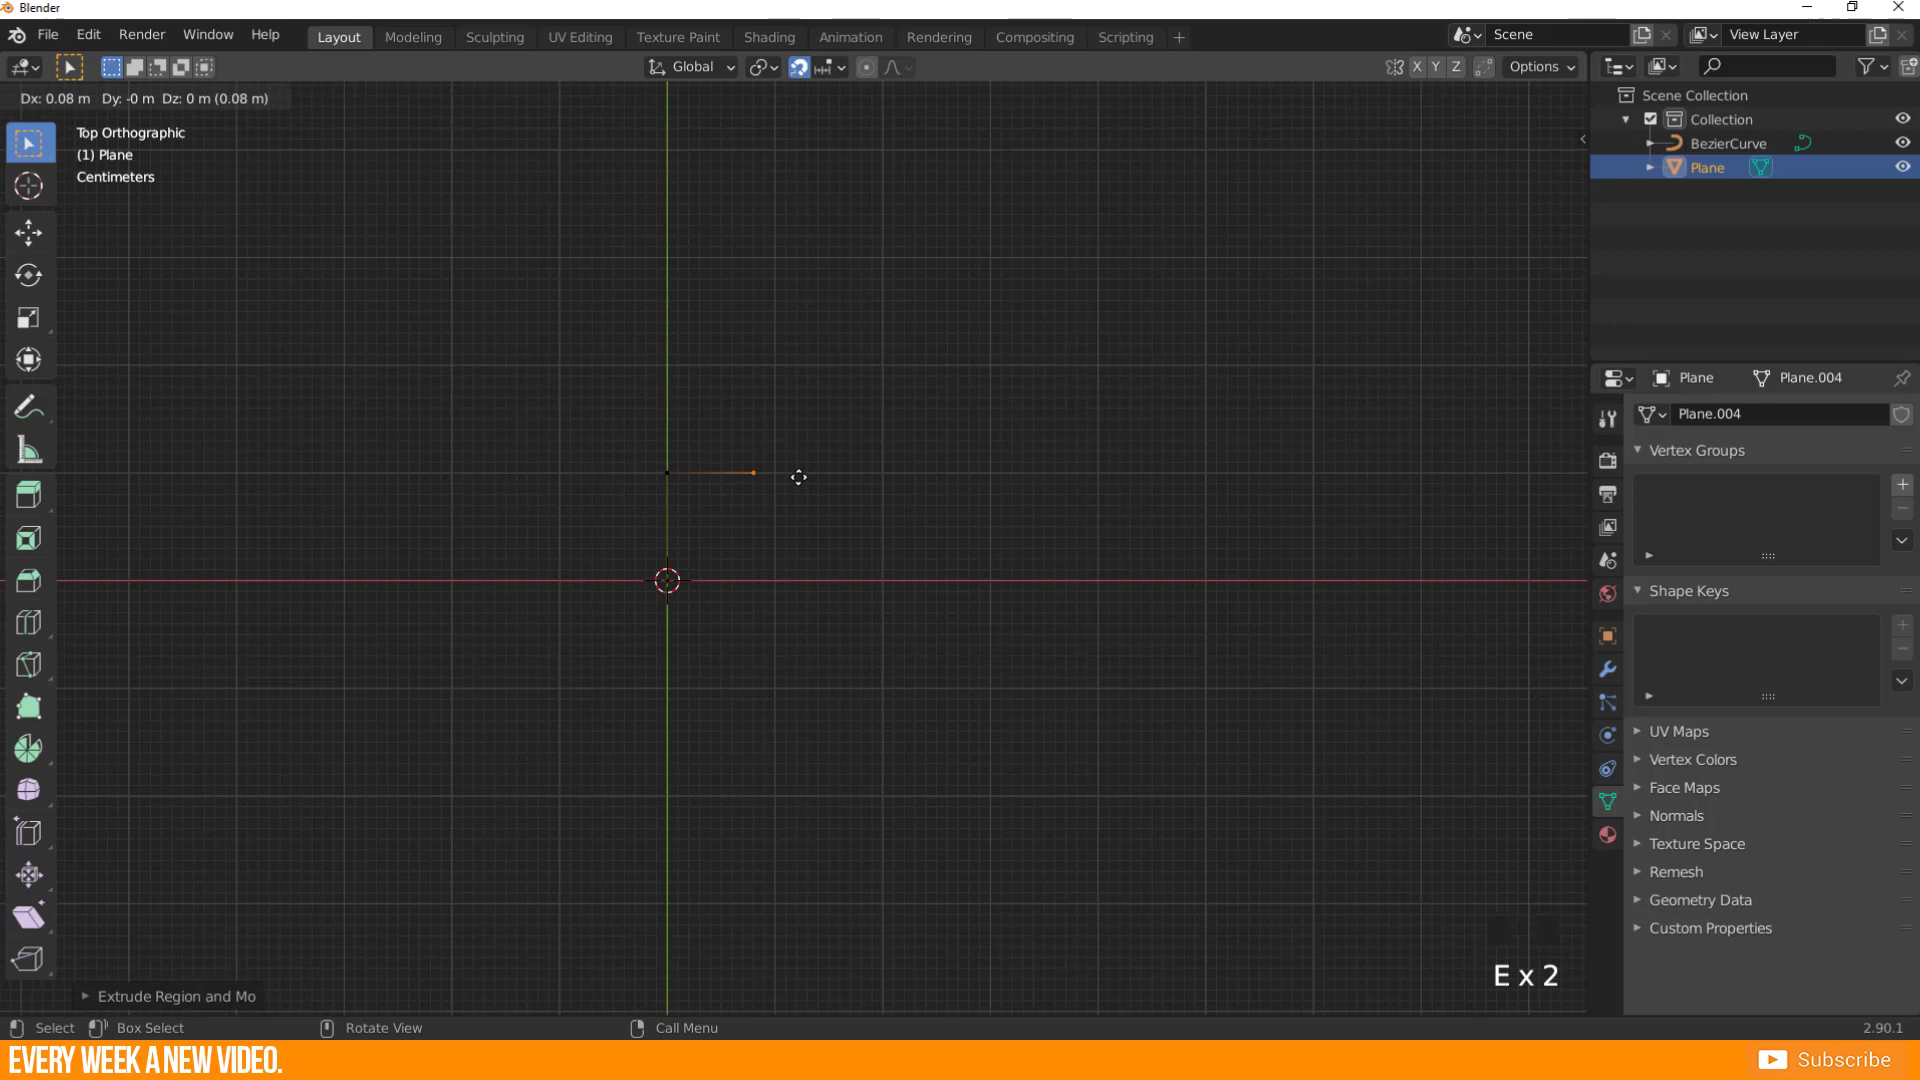 Blender
File Edit Render Window Help Layout Modeling Sculpting UV Editing Texture Paint Shading Animation Rendering Compositing Scripting + Scene View Layer
Global X Y Z Options
Dx: 0.08 m Dy: -0 m Dz: 0 m (0.08 m)
Scene Collection
Collection
BezierCurve
Plane
Top Orthographic
(1) Plane
Centimeters
Plane Plane.004
Plane.004
Vertex Groups
Shape Keys
UV Maps
Vertex Colors
Face Maps
Normals
Texture Space
Remesh
Geometry Data
Custom Properties
E x 2
Extrude Region and Mo
Select Box Select Rotate View Call Menu 2.90.1
EVERY WEEK A NEW VIDEO. Subscribe